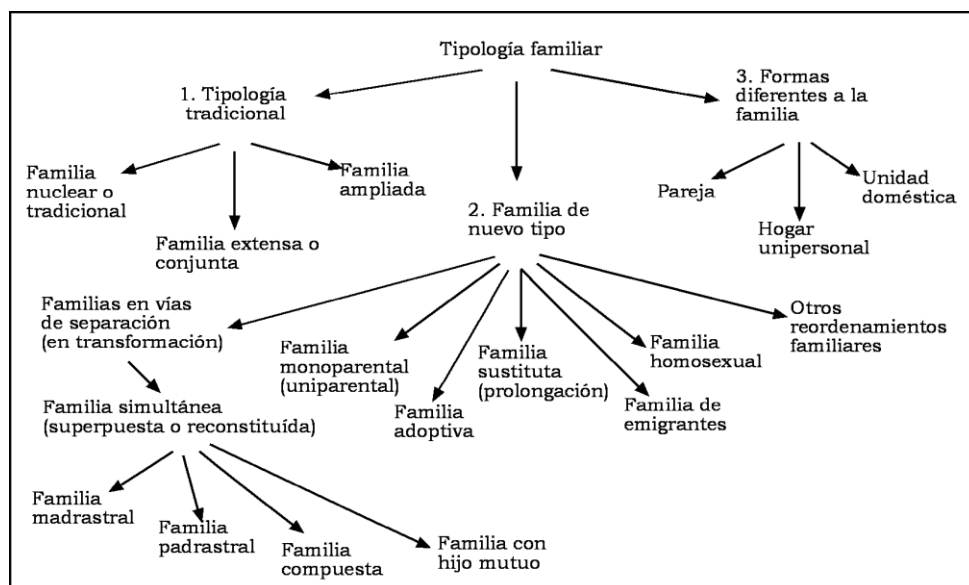 Tipología familiar
1. Tipología
tradicional
3. Formas
diferentes a la
familia
Familia
nuclear o
tradicional
Familia extensa o
conjunta
Familia
ampliada
2. Familia de
nuevo tipo
Pareja
Hogar
unipersonal
Unidad
doméstica
Familias en vías
de separación
(en transformación)
Familia
monoparental
(uniparental)
Familia
adoptiva
Familia
sustituta
(prolongación)
Familia de
emigrantes
Familia
homosexual
Otros
reordenamientos
familiares
Familia simultánea
(superpuesta o reconstituída)
Familia
madrastral
Familia
padrastral
Familia
compuesta
Familia con
hijo mutuo